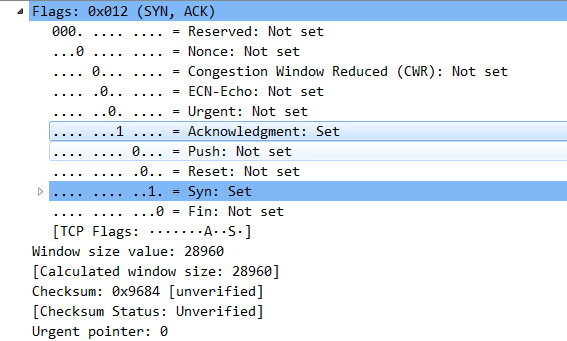 Flags: 0x012 (SYN, ACK)
000. .... .... = Reserved: Not set
...0 .... .... = Nonce: Not set
.... 0... .... = Congestion Window Reduced (CWR): Not set
.... .0.. .... = ECN-Echo: Not set
.... ..0. .... = Urgent: Not set
.... ...1 .... = Acknowledgment: Set
.... .... 0... = Push: Not set
.... .... .0.. = Reset: Not set
.... .... ..1. = Syn: Set
.... .... ...0 = Fin: Not set
[TCP Flags: ·······A··S·]
Window size value: 28960
[Calculated window size: 28960]
Checksum: 0x9684 [unverified]
[Checksum Status: Unverified]
Urgent pointer: 0